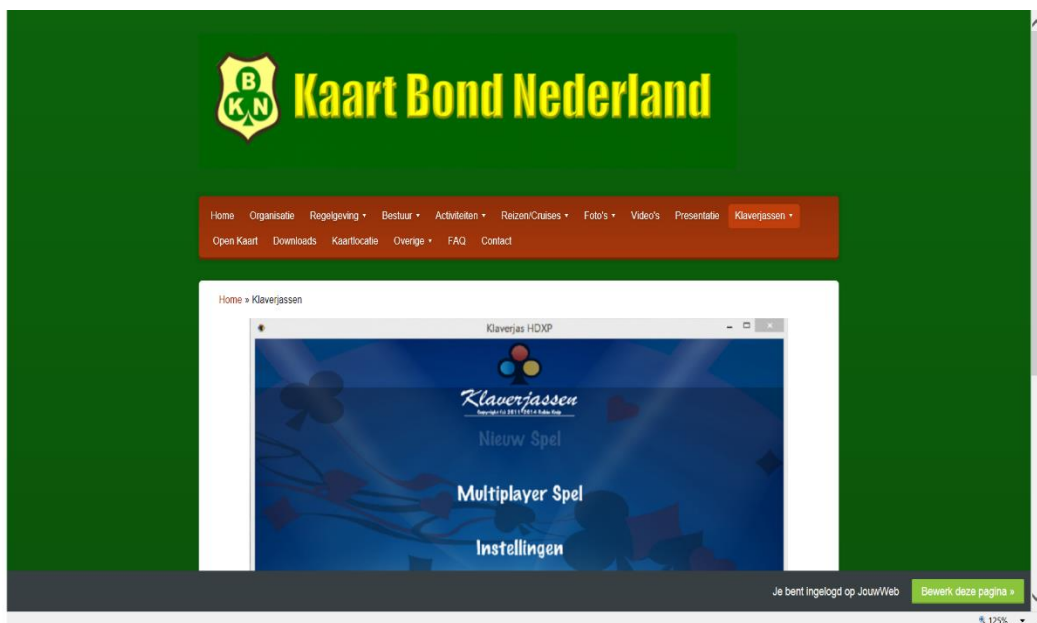 B
K N
Kaart Bond Nederland
Home Organisatie Regelgeving Bestuur Activiteiten Reizen/Cruises Foto's Video's Presentatie Klaverjassen
Open Kaart Downloads Kaartlocatie Overige FAQ Contact
Home » Klaverjassen
Klaverjas HDXP
Klaverjassen
Nieuw Spel
Multiplayer Spel
Instellingen
Je bent ingelogd op JouwWeb Bewerk deze pagina »
125%